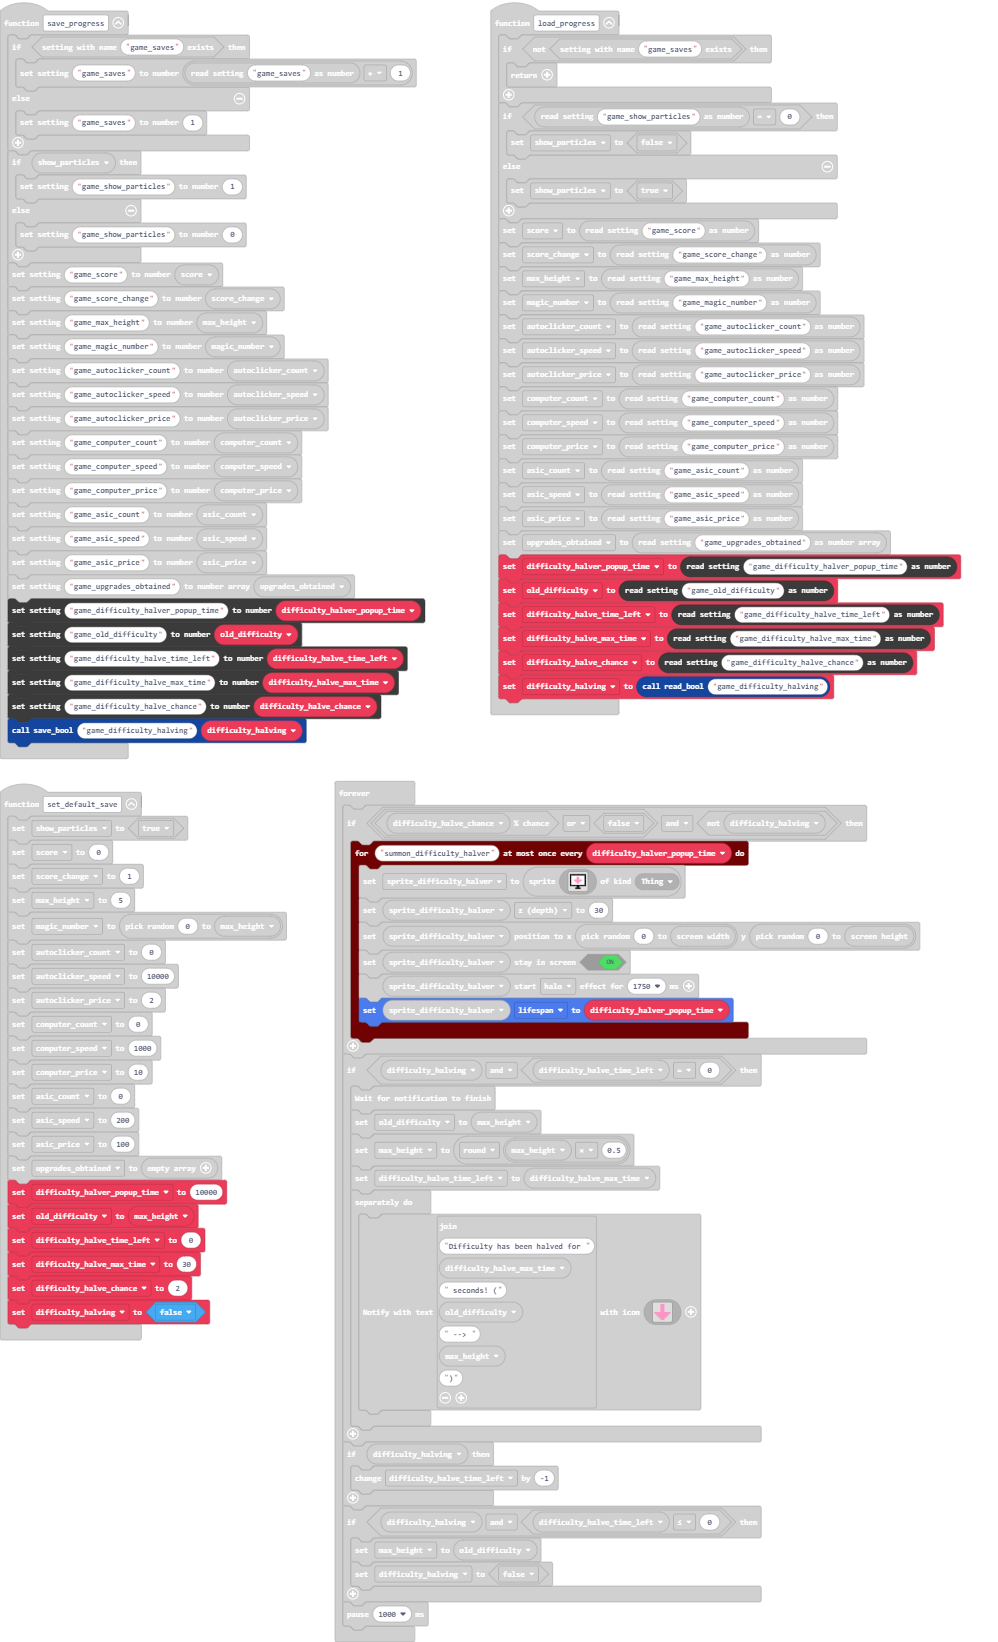 function save_progress
if setting with name "game_saves" exists then
set setting "game_saves" to number read setting "game_saves" as number + 1
else
set setting "game_saves" to number 1
if show_particles then
set setting "game_show_particles" to number 1
else
set setting "game_show_particles" to number 0
set setting "game_score" to number score
set setting "game_score_change" to number score_change
set setting "game_max_height" to number max_height
set setting "game_magic_number" to number magic_number
set setting "game_autoclicker_count" to number autoclicker_count
set setting "game_autoclicker_speed" to number autoclicker_speed
set setting "game_autoclicker_price" to number autoclicker_price
set setting "game_computer_count" to number computer_count
set setting "game_computer_speed" to number computer_speed
set setting "game_computer_price" to number computer_price
set setting "game_asic_count" to number asic_count
set setting "game_asic_speed" to number asic_speed
set setting "game_asic_price" to number asic_price
set setting "game_upgrades_obtained" to number array upgrades_obtained
set setting "game_difficulty_halver_popup_time" to number difficulty_halver_popup_time
set setting "game_old_difficulty" to number old_difficulty
set setting "game_difficulty_halve_time_left" to number difficulty_halve_time_left
set setting "game_difficulty_halve_max_time" to number difficulty_halve_max_time
set setting "game_difficulty_halve_chance" to number difficulty_halve_chance
call save_bool "game_difficulty_halving" difficulty_halving
function load_progress
if not setting with name "game_saves" exists then
return
if read setting "game_show_particles" as number = 0 then
set show_particles to false
else
set show_particles to true
set score to read setting "game_score" as number
set score_change to read setting "game_score_change" as number
set max_height to read setting "game_max_height" as number
set magic_number to read setting "game_magic_number" as number
set autoclicker_count to read setting "game_autoclicker_count" as number
set autoclicker_speed to read setting "game_autoclicker_speed" as number
set autoclicker_price to read setting "game_autoclicker_price" as number
set computer_count to read setting "game_computer_count" as number
set computer_speed to read setting "game_computer_speed" as number
set computer_price to read setting "game_computer_price" as number
set asic_count to read setting "game_asic_count" as number
set asic_speed to read setting "game_asic_speed" as number
set asic_price to read setting "game_asic_price" as number
set upgrades_obtained to read setting "game_upgrades_obtained" as number array
set difficulty_halver_popup_time to read setting "game_difficulty_halver_popup_time" as number
set old_difficulty to read setting "game_old_difficulty" as number
set difficulty_halve_time_left to read setting "game_difficulty_halve_time_left" as number
set difficulty_halve_max_time to read setting "game_difficulty_halve_max_time" as number
set difficulty_halve_chance to read setting "game_difficulty_halve_chance" as number
set difficulty_halving to call read_bool "game_difficulty_halving"
function set_default_save
set show_particles to true
set score to 0
set score_change to 1
set max_height to 5
set magic_number to pick random 0 to max_height
set autoclicker_count to 0
set autoclicker_speed to 10000
set autoclicker_price to 2
set computer_count to 0
set computer_speed to 1000
set computer_price to 10
set asic_count to 0
set asic_speed to 200
set asic_price to 100
set upgrades_obtained to empty array
set difficulty_halver_popup_time to 10000
set old_difficulty to max_height
set difficulty_halve_time_left to 0
set difficulty_halve_max_time to 30
set difficulty_halve_chance to 2
set difficulty_halving to false
forever
if difficulty_halve_chance % chance or false and not difficulty_halving then
for "summon_difficulty_halver" at most once every difficulty_halver_popup_time do
set sprite_difficulty_halver to sprite of kind Thing
set sprite_difficulty_halver z (depth) to 30
set sprite_difficulty_halver position to x pick random 0 to screen width y pick random 0 to screen height
set sprite_difficulty_halver stay in screen ON
sprite_difficulty_halver start halo effect for 1750 ms
set sprite_difficulty_halver lifespan to difficulty_halver_popup_time
if difficulty_halving and difficulty_halve_time_left = 0 then
Wait for notification to finish
set old_difficulty to max_height
set max_height to round max_height × 0.5
set difficulty_halve_time_left to difficulty_halve_max_time
separately do
join
"Difficulty has been halved for "
difficulty_halve_max_time
" seconds! ("
Notify with text old_difficulty with icon
" --> "
max_height
")"
if difficulty_halving then
change difficulty_halve_time_left by -1
if difficulty_halving and difficulty_halve_time_left ≤ 0 then
set max_height to old_difficulty
set difficulty_halving to false
pause 1000 ms